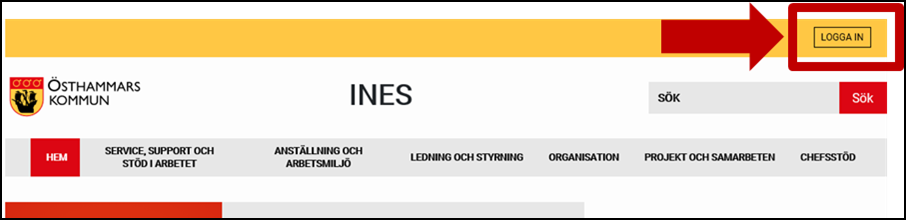 LOGGA IN
ÖSTHAMMARS
KOMMUN
INES
SÖK
Sök
HEM
SERVICE, SUPPORT OCH
STÖD I ARBETET
ANSTÄLLNING OCH
ARBETSMILJÖ
LEDNING OCH STYRNING
ORGANISATION
PROJEKT OCH SAMARBETEN
CHEFSSTÖD